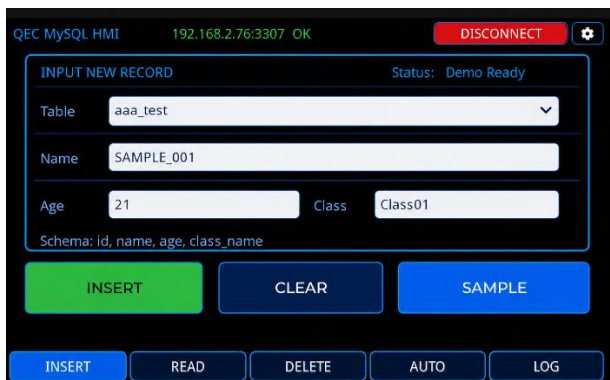 QEC MySQL HMI 192.168.2.76:3307 OK DISCONNECT
INPUT NEW RECORD Status: Demo Ready
Table aaa_test
Name SAMPLE_001
Age 21 Class Class01
Schema: id, name, age, class_name
INSERT CLEAR SAMPLE
INSERT READ DELETE AUTO LOG